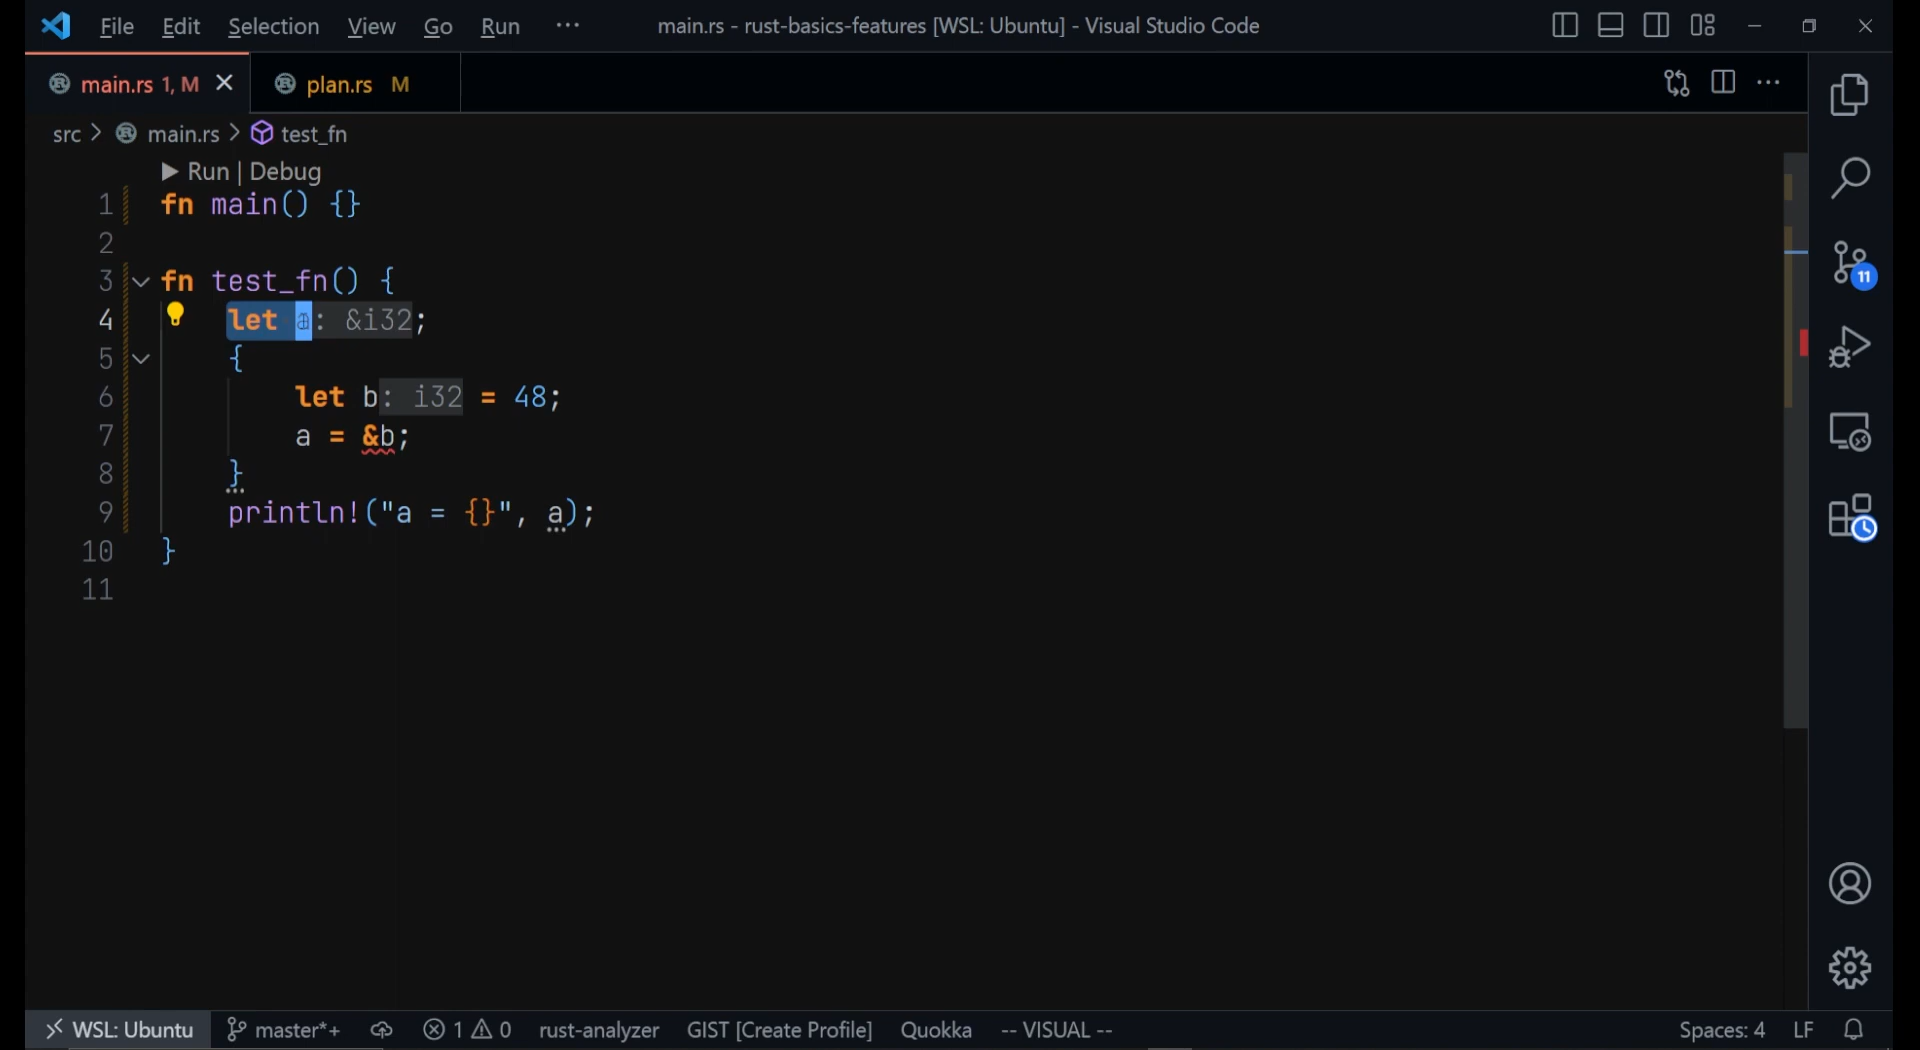 File Edit Selection View Go Run ··· main.rs - rust-basics-features [WSL: Ubuntu] - Visual Studio Code
main.rs 1, M plan.rs M
src > main.rs > test_fn
Run | Debug
1 fn main() {}
2
3 fn test_fn() {
4 let a: &i32;
5 {
6 let b: i32 = 48;
7 a = &b;
8 }
9 println!("a = {}", a);
10 }
11
11
WSL: Ubuntu master*+ 1 0 rust-analyzer GIST [Create Profile] Quokka -- VISUAL -- Spaces: 4 LF